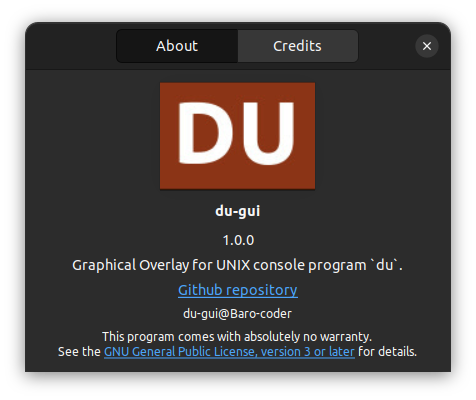 About Credits
DU
du-gui
1.0.0
Graphical Overlay for UNIX console program `du`.
Github repository
du-gui@Baro-coder
This program comes with absolutely no warranty.
See the GNU General Public License, version 3 or later for details.